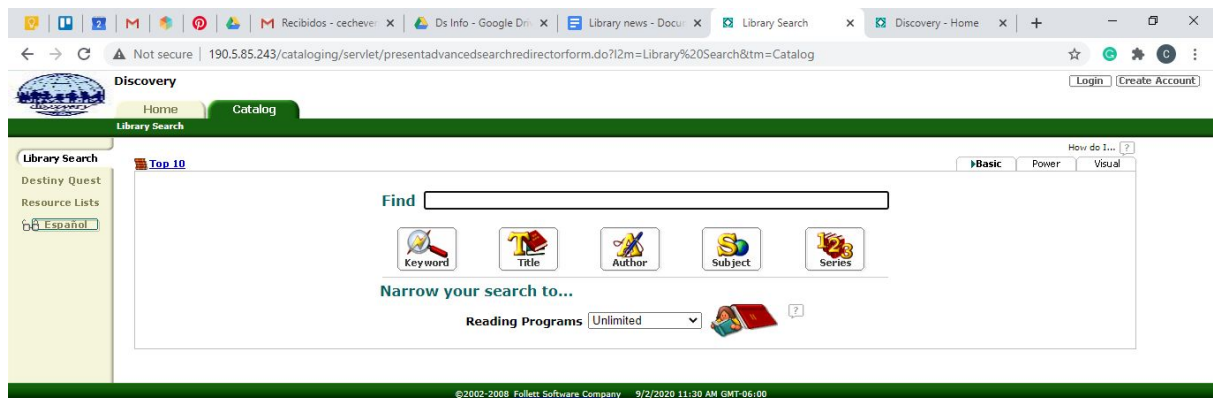 Recibidos - cechever
Ds Info - Google Dri
Library news - Docu
Library Search
Discovery - Home
Not secure | 190.5.85.243/cataloging/servlet/presentadvancedsearchredirectorform.do?l2m=Library%20Search&tm=Catalog
C
Discovery
Login
Create Account
discovery
Home
Catalog
Library Search
How do I... ?
Library Search
Top 10
Basic
Power
Visual
Destiny Quest
Resource Lists
Español
Find
Keyword
Title
Author
Subject
Series
Narrow your search to...
Reading Programs
Unlimited
?
©2002-2008 Follett Software Company 9/2/2020 11:30 AM GMT-06:00